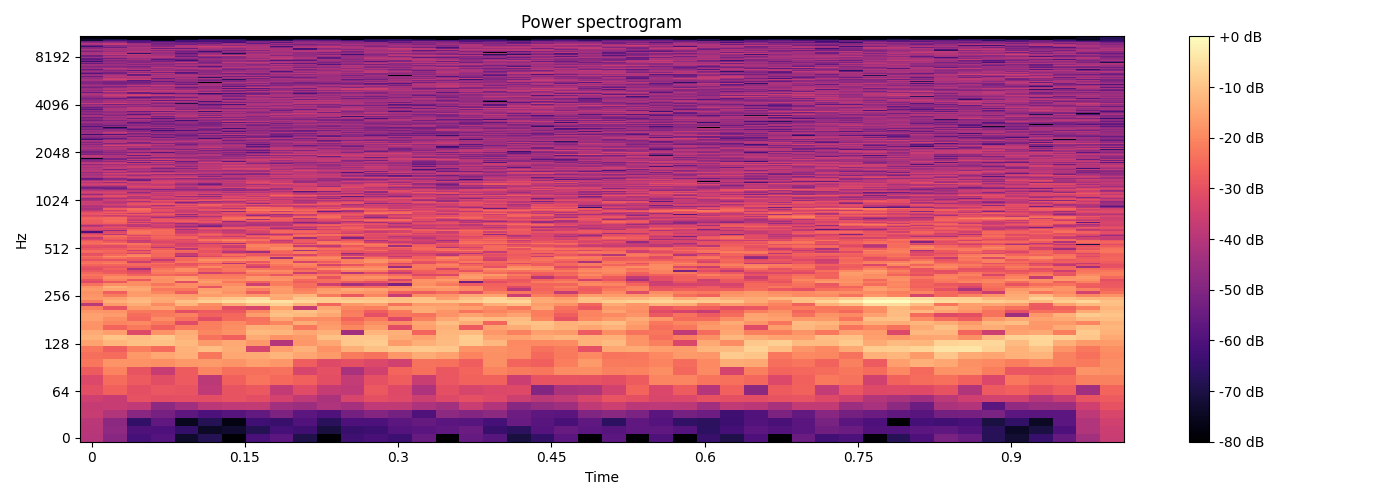 Power spectrogram
Hz
8192
4096
2048
1024
512
256
128
64
0
0 0.15 0.3 0.45 0.6 0.75 0.9
Time
+0 dB
-10 dB
-20 dB
-30 dB
-40 dB
-50 dB
-60 dB
-70 dB
-80 dB